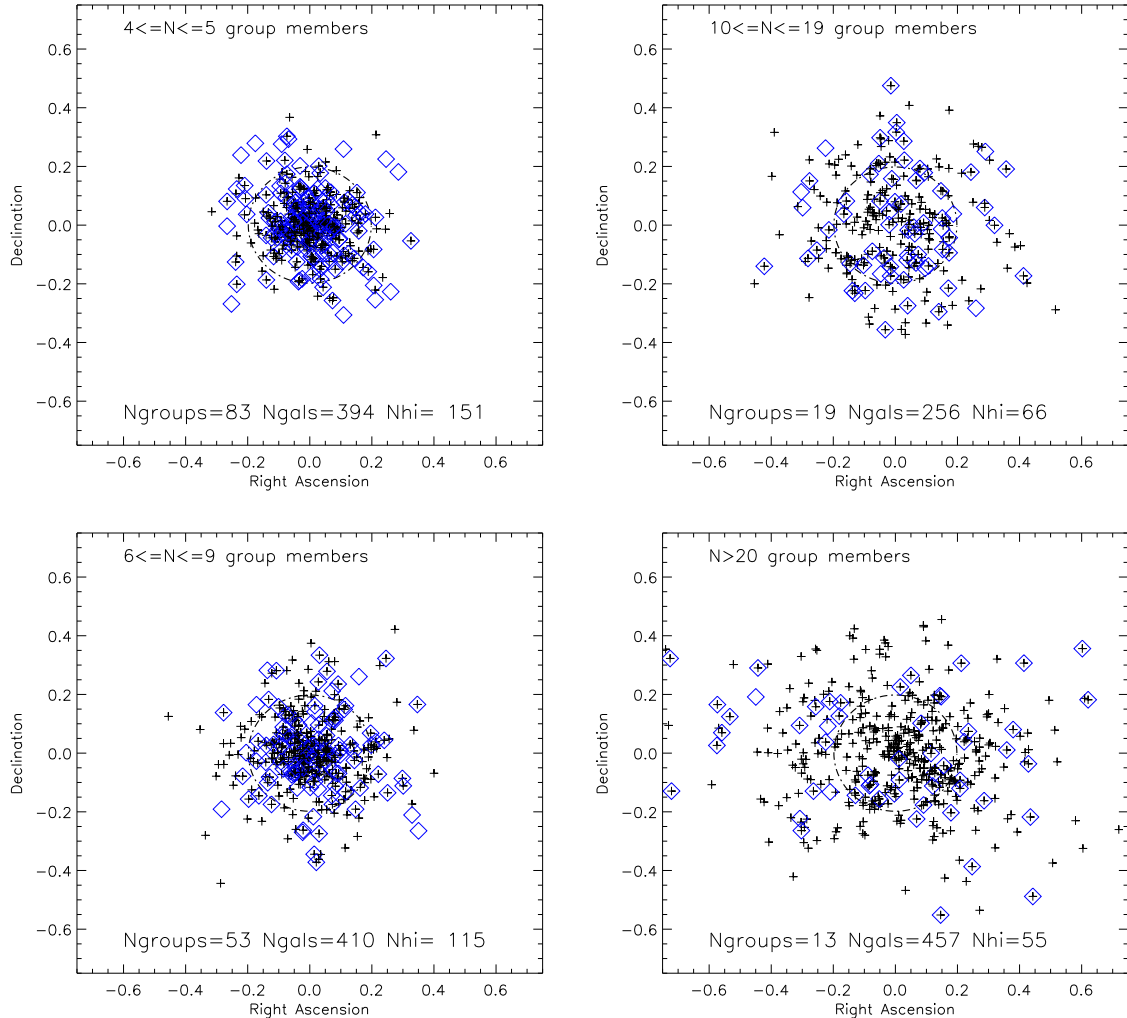 4<=N<=5 group members
0.6
0.4
0.2
0.0
−0.2
−0.4
−0.6
Declination
Ngroups=83 Ngals=394 Nhi= 151
−0.6 −0.4 −0.2 0.0 0.2 0.4 0.6
Right Ascension
10<=N<=19 group members
0.6
0.4
0.2
0.0
−0.2
−0.4
−0.6
Declination
Ngroups=19 Ngals=256 Nhi=66
−0.6 −0.4 −0.2 0.0 0.2 0.4 0.6
Right Ascension
6<=N<=9 group members
0.6
0.4
0.2
0.0
−0.2
−0.4
−0.6
Declination
Ngroups=53 Ngals=410 Nhi= 115
−0.6 −0.4 −0.2 0.0 0.2 0.4 0.6
Right Ascension
N>20 group members
0.6
0.4
0.2
0.0
−0.2
−0.4
−0.6
Declination
Ngroups=13 Ngals=457 Nhi=55
−0.6 −0.4 −0.2 0.0 0.2 0.4 0.6
Right Ascension